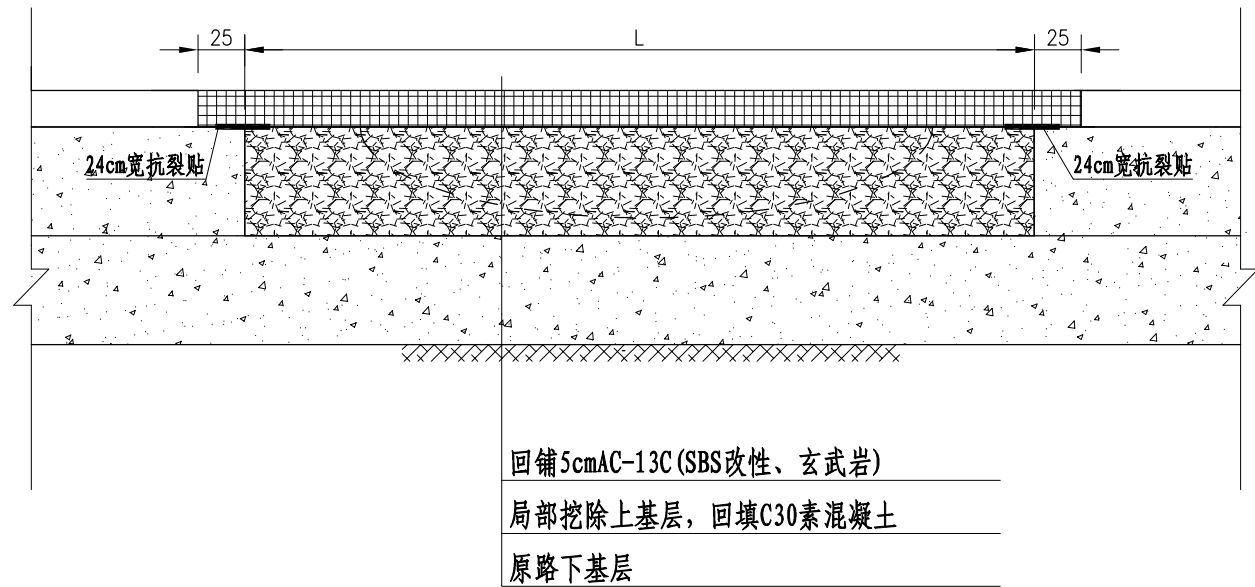 25
L
25
24cm宽抗裂贴
24cm宽抗裂贴
回铺5cmAC-13C(SBS改性、玄武岩)
局部挖除上基层，回填C30素混凝土
原路下基层